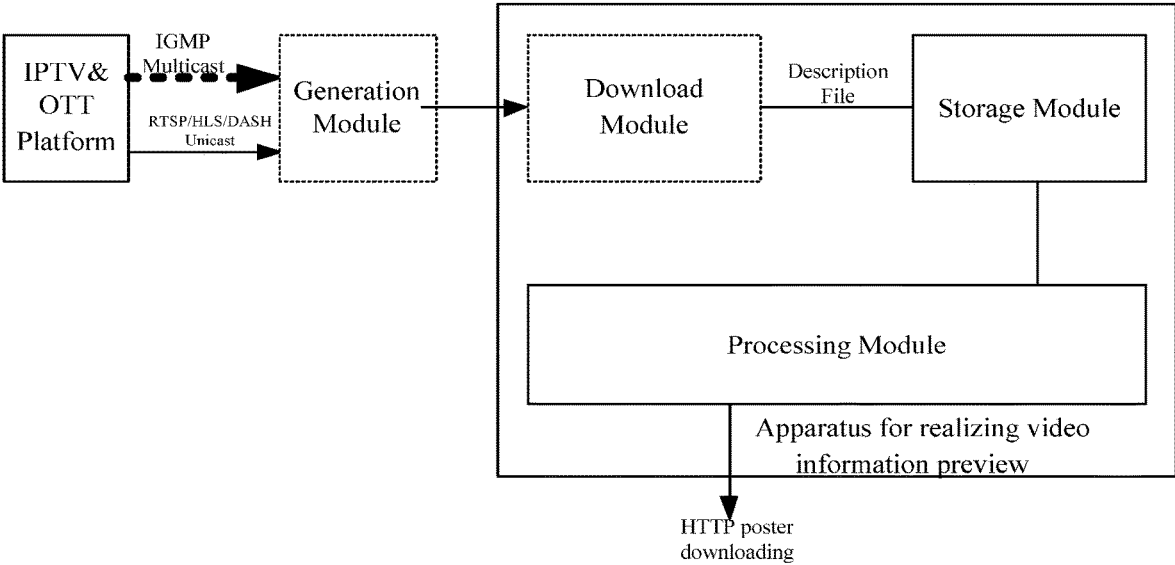 IPTV&
OTT
Platform
IGMP
Multicast
RTSP/HLS/DASH
Unicast
Generation
Module
Download
Module
Description
File
Storage Module
Processing Module
Apparatus for realizing video
information preview
HTTP poster
downloading